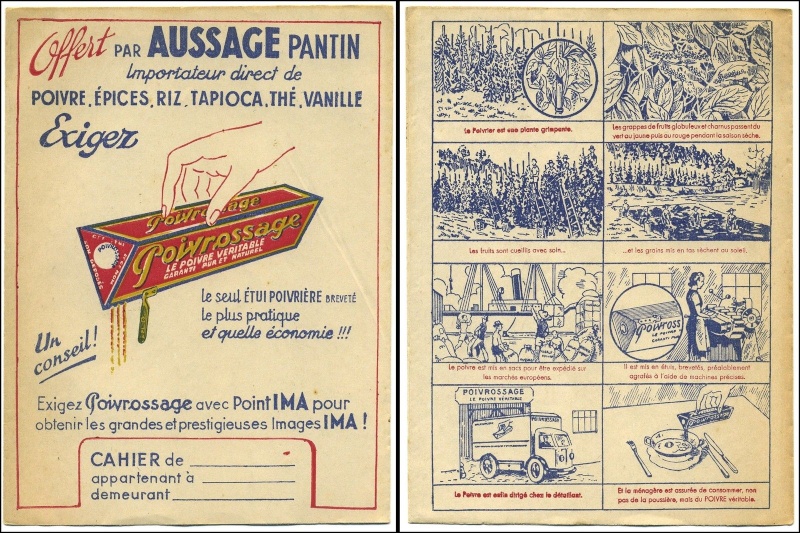 Offert PAR AUSSAGE PANTIN
Importateur direct de
POIVRE, ÉPICES, RIZ, TAPIOCA, THÉ, VANILLE
Exigez
Poivrossage
Poivrossage
LE POIVRE VÉRITABLE
GARANTI PUR ET NATUREL
POIVROSSAGE
le seul ÉTUI POIVRIÈRE BREVETÉ
le plus pratique
et quelle économie !!!
Un
conseil !
Exigez Poivrossage avec Point IMA pour
obtenir les grandes et prestigieuses Images IMA !
CAHIER de
appartenant à
demeurant
Le Poivrier est une plante grimpante.
Les grappes de fruits globuleux et charnus passent du
vert au jaune puis au rouge pendant la saison sèche.
Les fruits sont cueillis avec soin...
...et les grains mis en tas sèchent au soleil.
Le poivre est mis en sacs pour être expédié sur
les marchés européens.
POIVROSS
LE POIVRE
GARANTI PUR
Il est mis en étuis, brevetés, préalablement
agrafés à l'aide de machines précises.
POIVROSSAGE
LE POIVRE VÉRITABLE
POIVROSSAGE
Le Poivre est enfin dirigé chez le détaillant.
Et la ménagère est assurée de consommer, non
pas de la poussière, mais du POIVRE véritable.